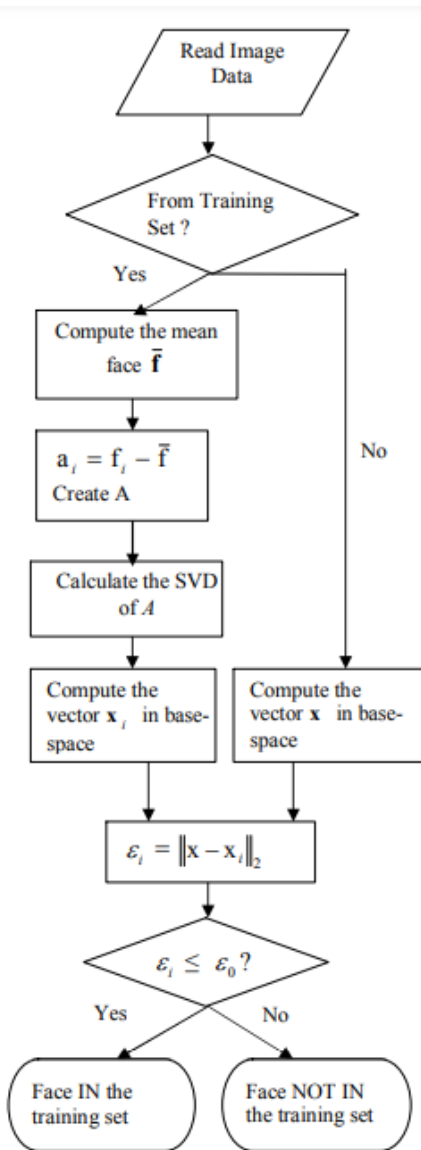 Read Image
Data
From Training
Set ?
Yes
Compute the mean
face f̄
No
aᵢ = fᵢ − f̄
Create A
Calculate the SVD
of A
Compute the
vector xᵢ in base-
space
Compute the
vector x in base-
space
εᵢ = ‖x − xᵢ‖₂
εᵢ ≤ ε₀?
Yes
No
Face IN the
training set
Face NOT IN
the training set